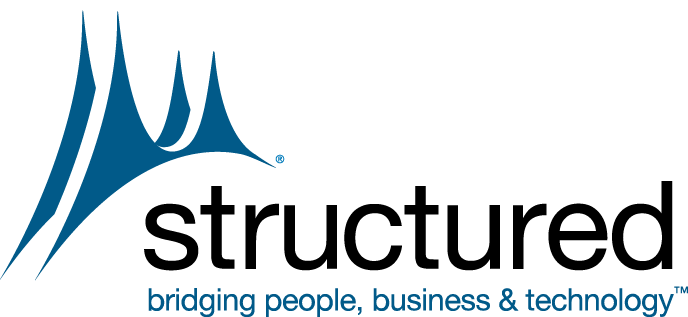 ®
structured
bridging people, business & technology™